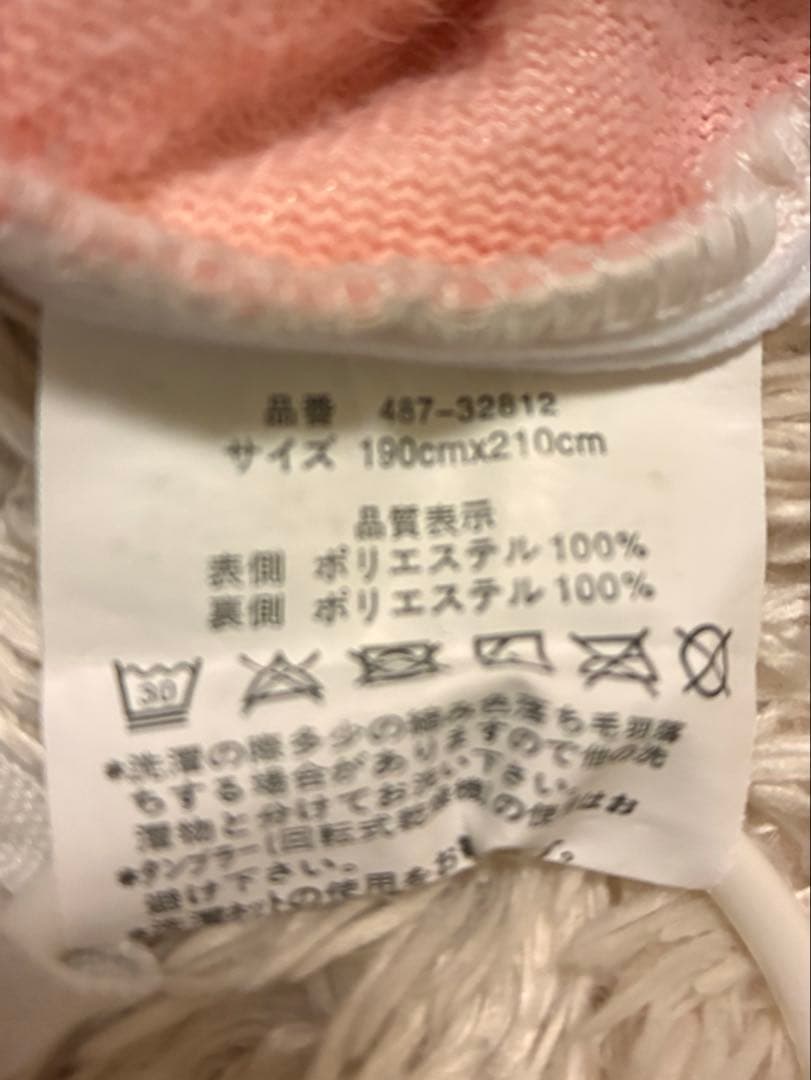 品番 487-32812
サイズ 190cmx210cm
品質表示
表側 ポリエステル100%
裏側 ポリエステル100%
30
*洗濯の際多少の縮み色落ち毛羽落
ちする場合がありますので他の洗
濯物と分けてお洗い下さい。
*タンブラー(回転式乾燥機の使はお
避け下さい。
の使用をお